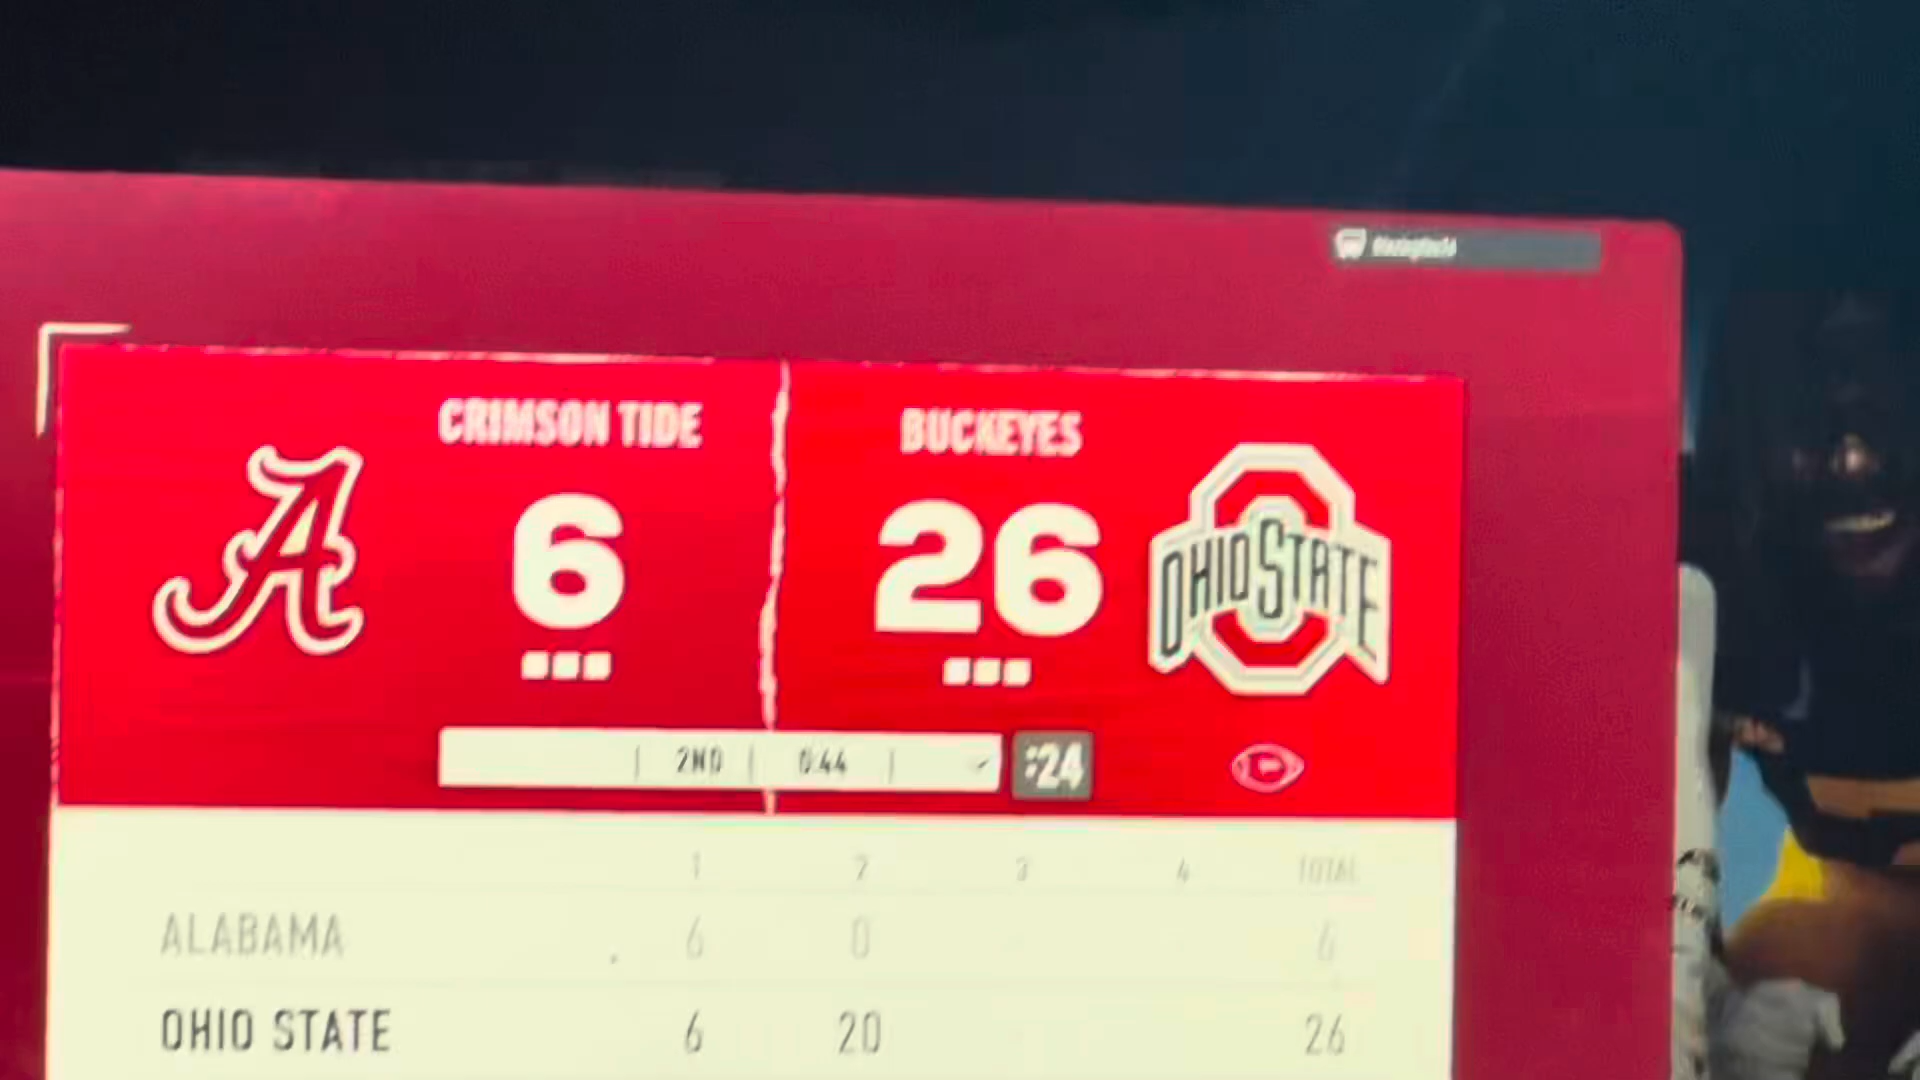 CRIMSON TIDE BUCKEYES
A 6 26 OHIO STATE
2ND 0:44 :24
1 2 3 4 TOTAL
ALABAMA 6 0 6
OHIO STATE 6 20 26